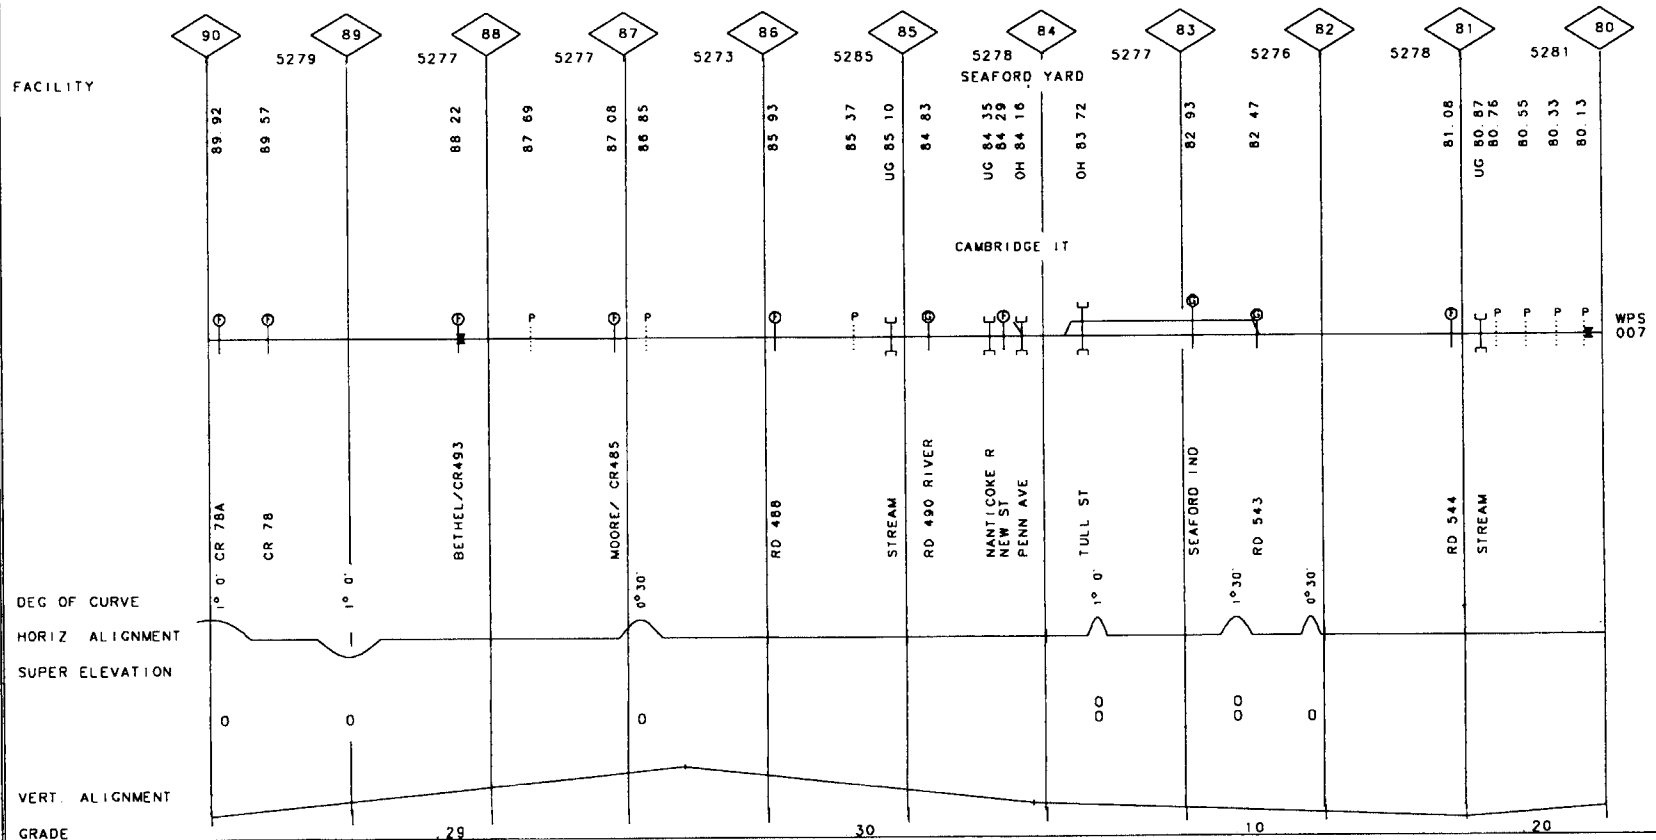 90 89 88 87 86 85 84 83 82 81 80
5279 5277 5277 5273 5285 5278 5277 5276 5278 5281
SEAFORD YARD
FACILITY
89.92
89 57
88 22
87 69
87 08
86 85
85 93
85 37
UG 85 10
84 83
UG 84 35
84 29
OH 84 16
OH 83 72
82 93
82 47
81.08
UG 80.87
80.76
80.55
80.33
80.13
CAMBRIDGE IT
F F F P F P F P G F G G F P P P P
WPS
007
CR 78A
CR 78
BETHEL/CR493
MOORE/ CR485
RD 488
STREAM
RD 490 RIVER
NANTICOKE R
NEW ST
PENN AVE
TULL ST
SEAFORD IND
RD 543
RD 544
STREAM
DEG OF CURVE
1° 0' 1° 0' 0°30' 1° 0' 1°30' 0°30'
HORIZ ALIGNMENT
SUPER ELEVATION
0 0 0 0 0 0 0 0
VERT. ALIGNMENT
GRADE
.29 30 10 .20